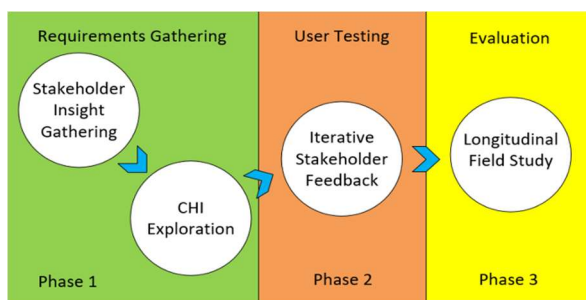 Requirements Gathering
Stakeholder
Insight
Gathering
CHI
Exploration
Phase 1
User Testing
Iterative
Stakeholder
Feedback
Phase 2
Evaluation
Longitudinal
Field Study
Phase 3